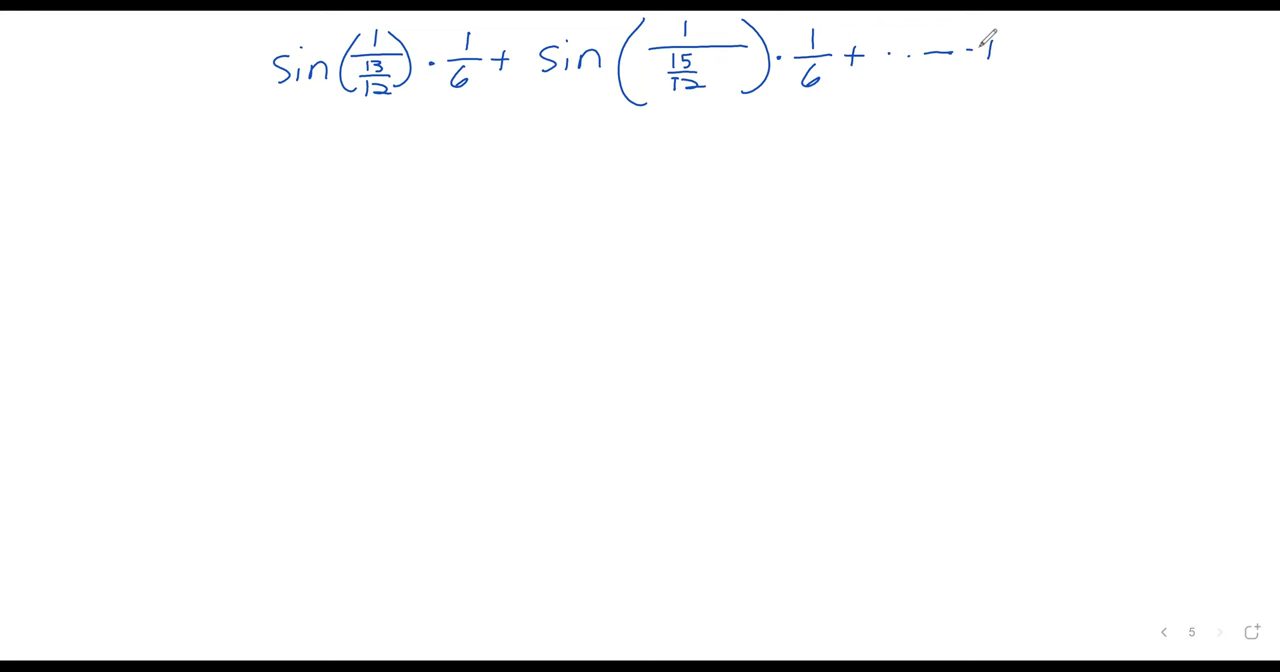 sin(1/(13/12)) · 1/6 + sin(1/(15/12)) · 1/6 + ·· — -
5